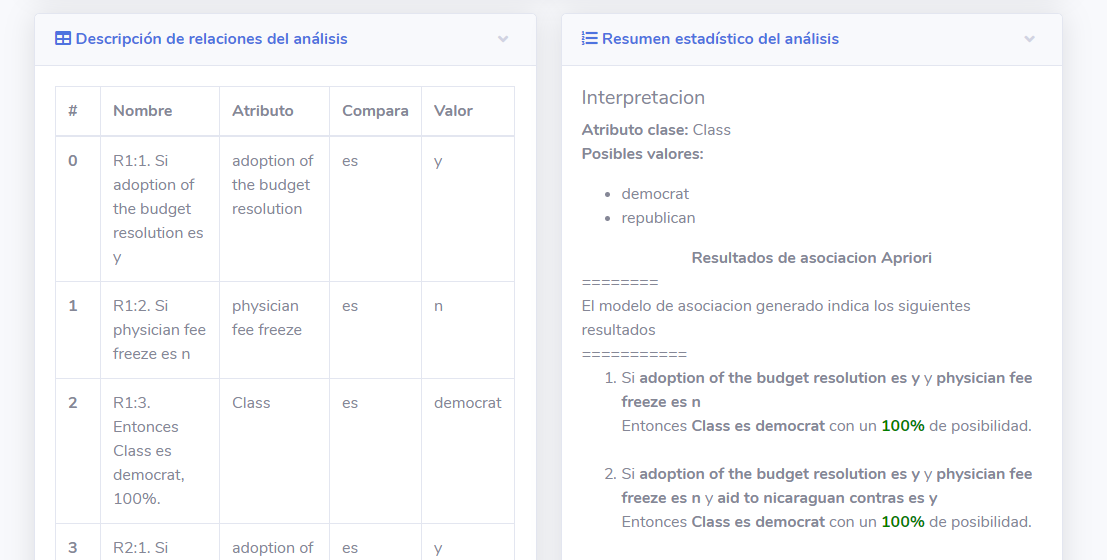 Descripción de relaciones del análisis
# Nombre Atributo Compara Valor
0 R1:1. Si adoption of es y
adoption of the budget
the budget resolution
resolution es
y
1 R1:2. Si physician es n
physician fee fee freeze
freeze es n
2 R1:3. Class es democrat
Entonces
Class es
democrat,
100%.
3 R2:1. Si adoption of es y
Resumen estadístico del análisis
Interpretacion
Atributo clase: Class
Posibles valores:
• democrat
• republican
Resultados de asociacion Apriori
========
El modelo de asociacion generado indica los siguientes
resultados
===========
1. Si adoption of the budget resolution es y y physician fee
freeze es n
Entonces Class es democrat con un 100% de posibilidad.
2. Si adoption of the budget resolution es y y physician fee
freeze es n y aid to nicaraguan contras es y
Entonces Class es democrat con un 100% de posibilidad.